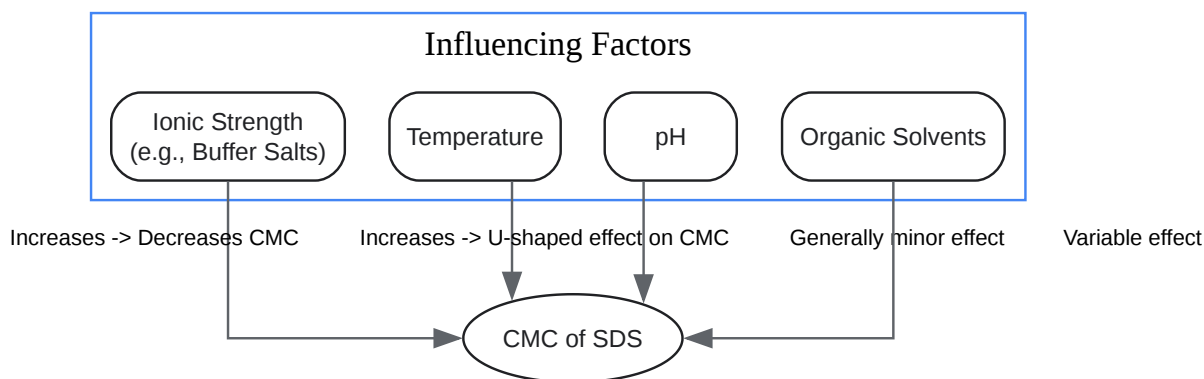 Influencing Factors
Ionic Strength
(e.g., Buffer Salts)
Temperature
pH
Organic Solvents
Increases -> Decreases CMC
Increases -> U-shaped effect on CMC
Generally minor effect
Variable effect
CMC of SDS